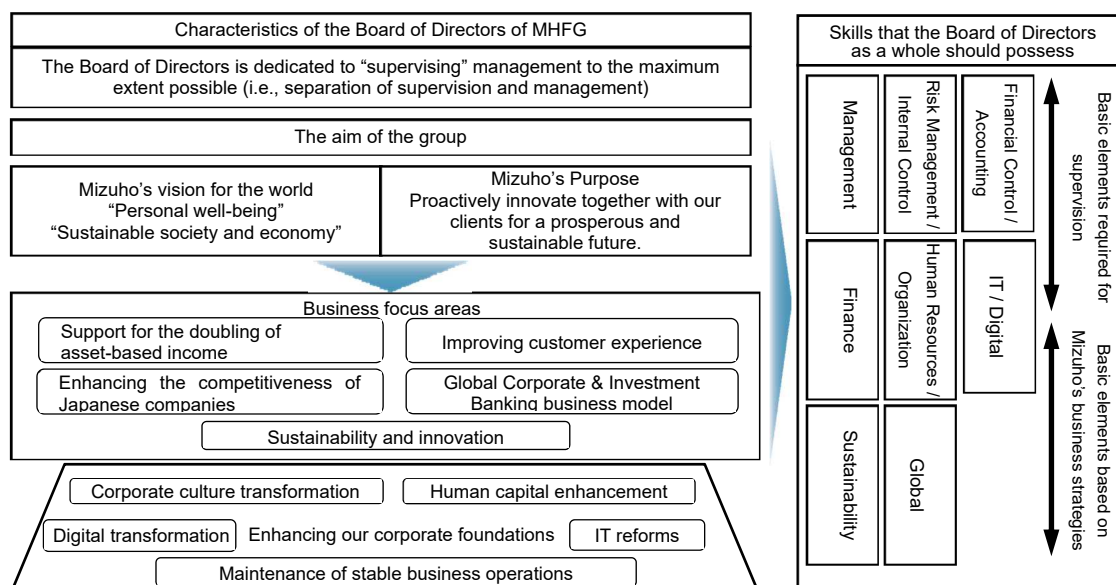 Characteristics of the Board of Directors of MHFG
The Board of Directors is dedicated to “supervising” management to the maximum
extent possible (i.e., separation of supervision and management)
The aim of the group
Mizuho’s vision for the world
“Personal well-being”
“Sustainable society and economy”
Mizuho’s Purpose
Proactively innovate together with our
clients for a prosperous and
sustainable future.
Business focus areas
Support for the doubling of
asset-based income
Improving customer experience
Enhancing the competitiveness of
Japanese companies
Global Corporate & Investment
Banking business model
Sustainability and innovation
Corporate culture transformation
Human capital enhancement
Digital transformation
Enhancing our corporate foundations
IT reforms
Maintenance of stable business operations
Skills that the Board of Directors
as a whole should possess
Management
Risk Management /
Internal Control
Financial Control /
Accounting
Finance
Human Resources /
Organization
IT / Digital
Sustainability
Global
Basic elements required for
supervision
Basic elements based on
Mizuho’s business strategies